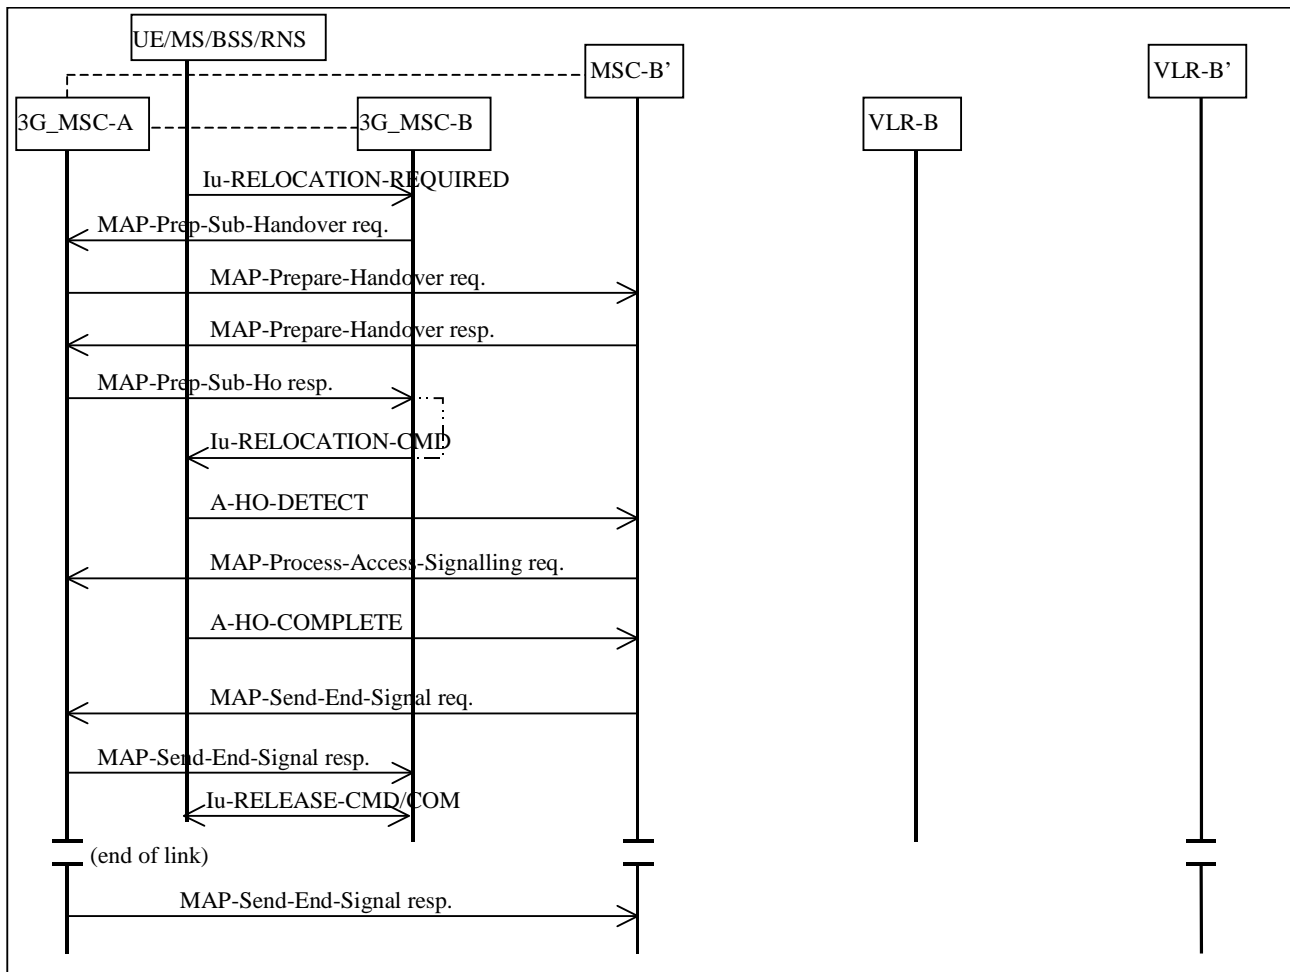 UE/MS/BSS/RNS
MSC-B’
VLR-B’
3G_MSC-A
3G_MSC-B
VLR-B
Iu-RELOCATION-REQUIRED
MAP-Prep-Sub-Handover req.
MAP-Prepare-Handover req.
MAP-Prepare-Handover resp.
MAP-Prep-Sub-Ho resp.
Iu-RELOCATION-CMD
A-HO-DETECT
MAP-Process-Access-Signalling req.
A-HO-COMPLETE
MAP-Send-End-Signal req.
MAP-Send-End-Signal resp.
Iu-RELEASE-CMD/COM
(end of link)
MAP-Send-End-Signal resp.